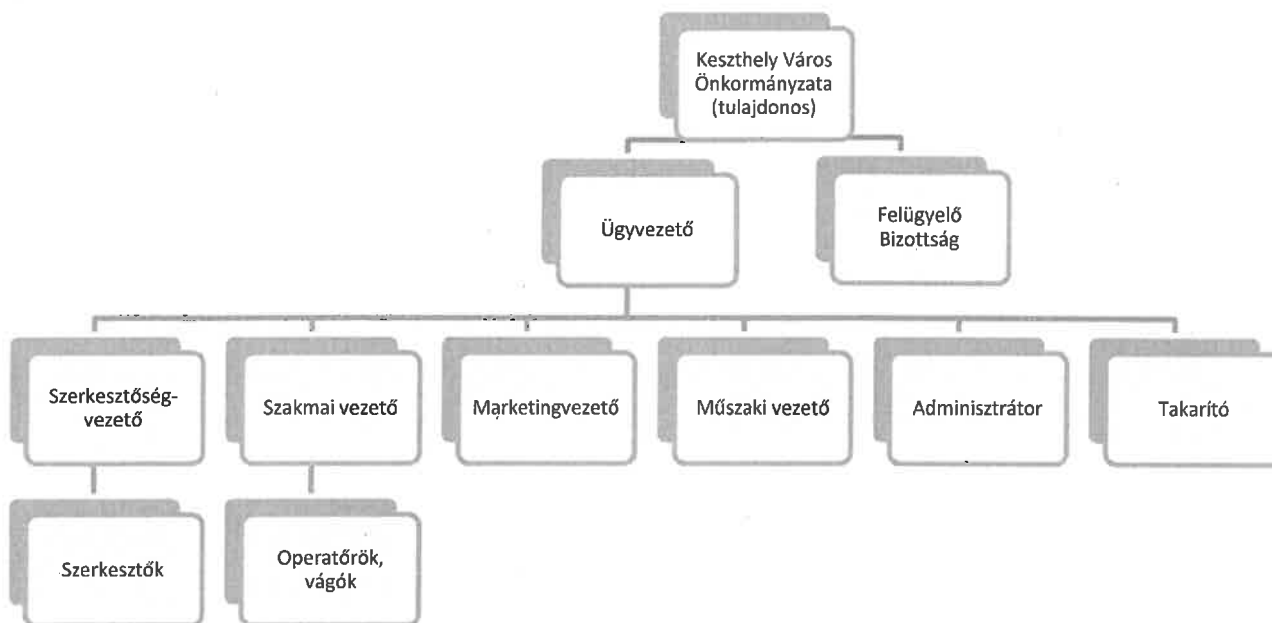 Keszthely Város
Önkormányzata
(tulajdonos)
Ügyvezető
Felügyelő
Bizottság
Szerkesztőség-
vezető
Szakmai vezető
Marketingvezető
Műszaki vezető
Adminisztrátor
Takarító
Szerkesztők
Operatőrök,
vágók